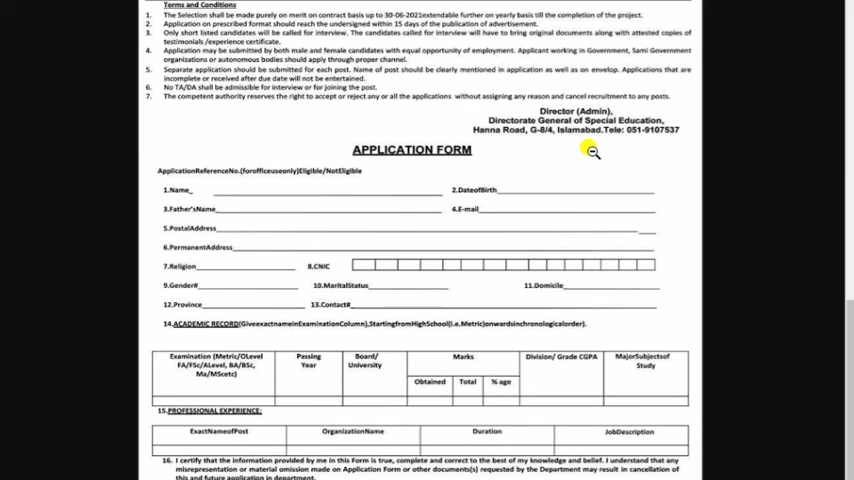 Terms and Conditions
1. The Selection shall be made purely on merit on contract basis up to 30-06-2021extendable further on yearly basis till the completion of the project.
2. Application on prescribed format should reach the undersigned within 15 days of the publication of advertisement.
3. Only short listed candidates will be called for interview. The candidates called for interview will have to bring original documents along with attested copies of
testimonials /experience certificate.
4. Application may be submitted by both male and female candidates with equal opportunity of employment. Applicant working in Government, Sami Government
organizations or autonomous bodies should apply through proper channel.
5. Separate application should be submitted for each post. Name of post should be clearly mentioned in application as well as on envelop. Applications that are
incomplete or received after due date will not be entertained.
6. No TA/DA shall be admissible for interview or for joining the post.
7. The competent authority reserves the right to accept or reject any or all the applications without assigning any reason and cancel recruitment to any posts.
Director (Admin),
Directorate General of Special Education,
Hanna Road, G-8/4, Islamabad.Tele: 051-9107537
APPLICATION FORM
ApplicationReferenceNo.(forofficeuseonly)Eligible/NotEligible
1.Name_ 2.DateofBirth
3.Father'sName 4.E-mail
5.PostalAddress
6.PermanentAddress
7.Religion 8.CNIC
9.Gender# 10.MaritalStatus 11.Domicile
12.Province 13.Contact#
14.ACADEMIC RECORD(GiveexactnameinExaminationColumn),StartingfromHighSchool(i.e.Metric)onwardsinchronologicalorder).
Examination (Metric/OLevel Passing Board/ Marks Division/ Grade CGPA MajorSubjectsof
FA/FSc/ALevel, BA/BSc, Year University Study
Ma/MScetc)
Obtained Total % age
15.PROFESSIONAL EXPERIENCE:
ExactNameofPost OrganizationName Duration JobDescription
16. I certify that the information provided by me in this Form is true, complete and correct to the best of my knowledge and belief. I understand that any
misrepresentation or material omission made on Application Form or other documents(s) requested by the Department may result in cancellation of
this and future application in department.